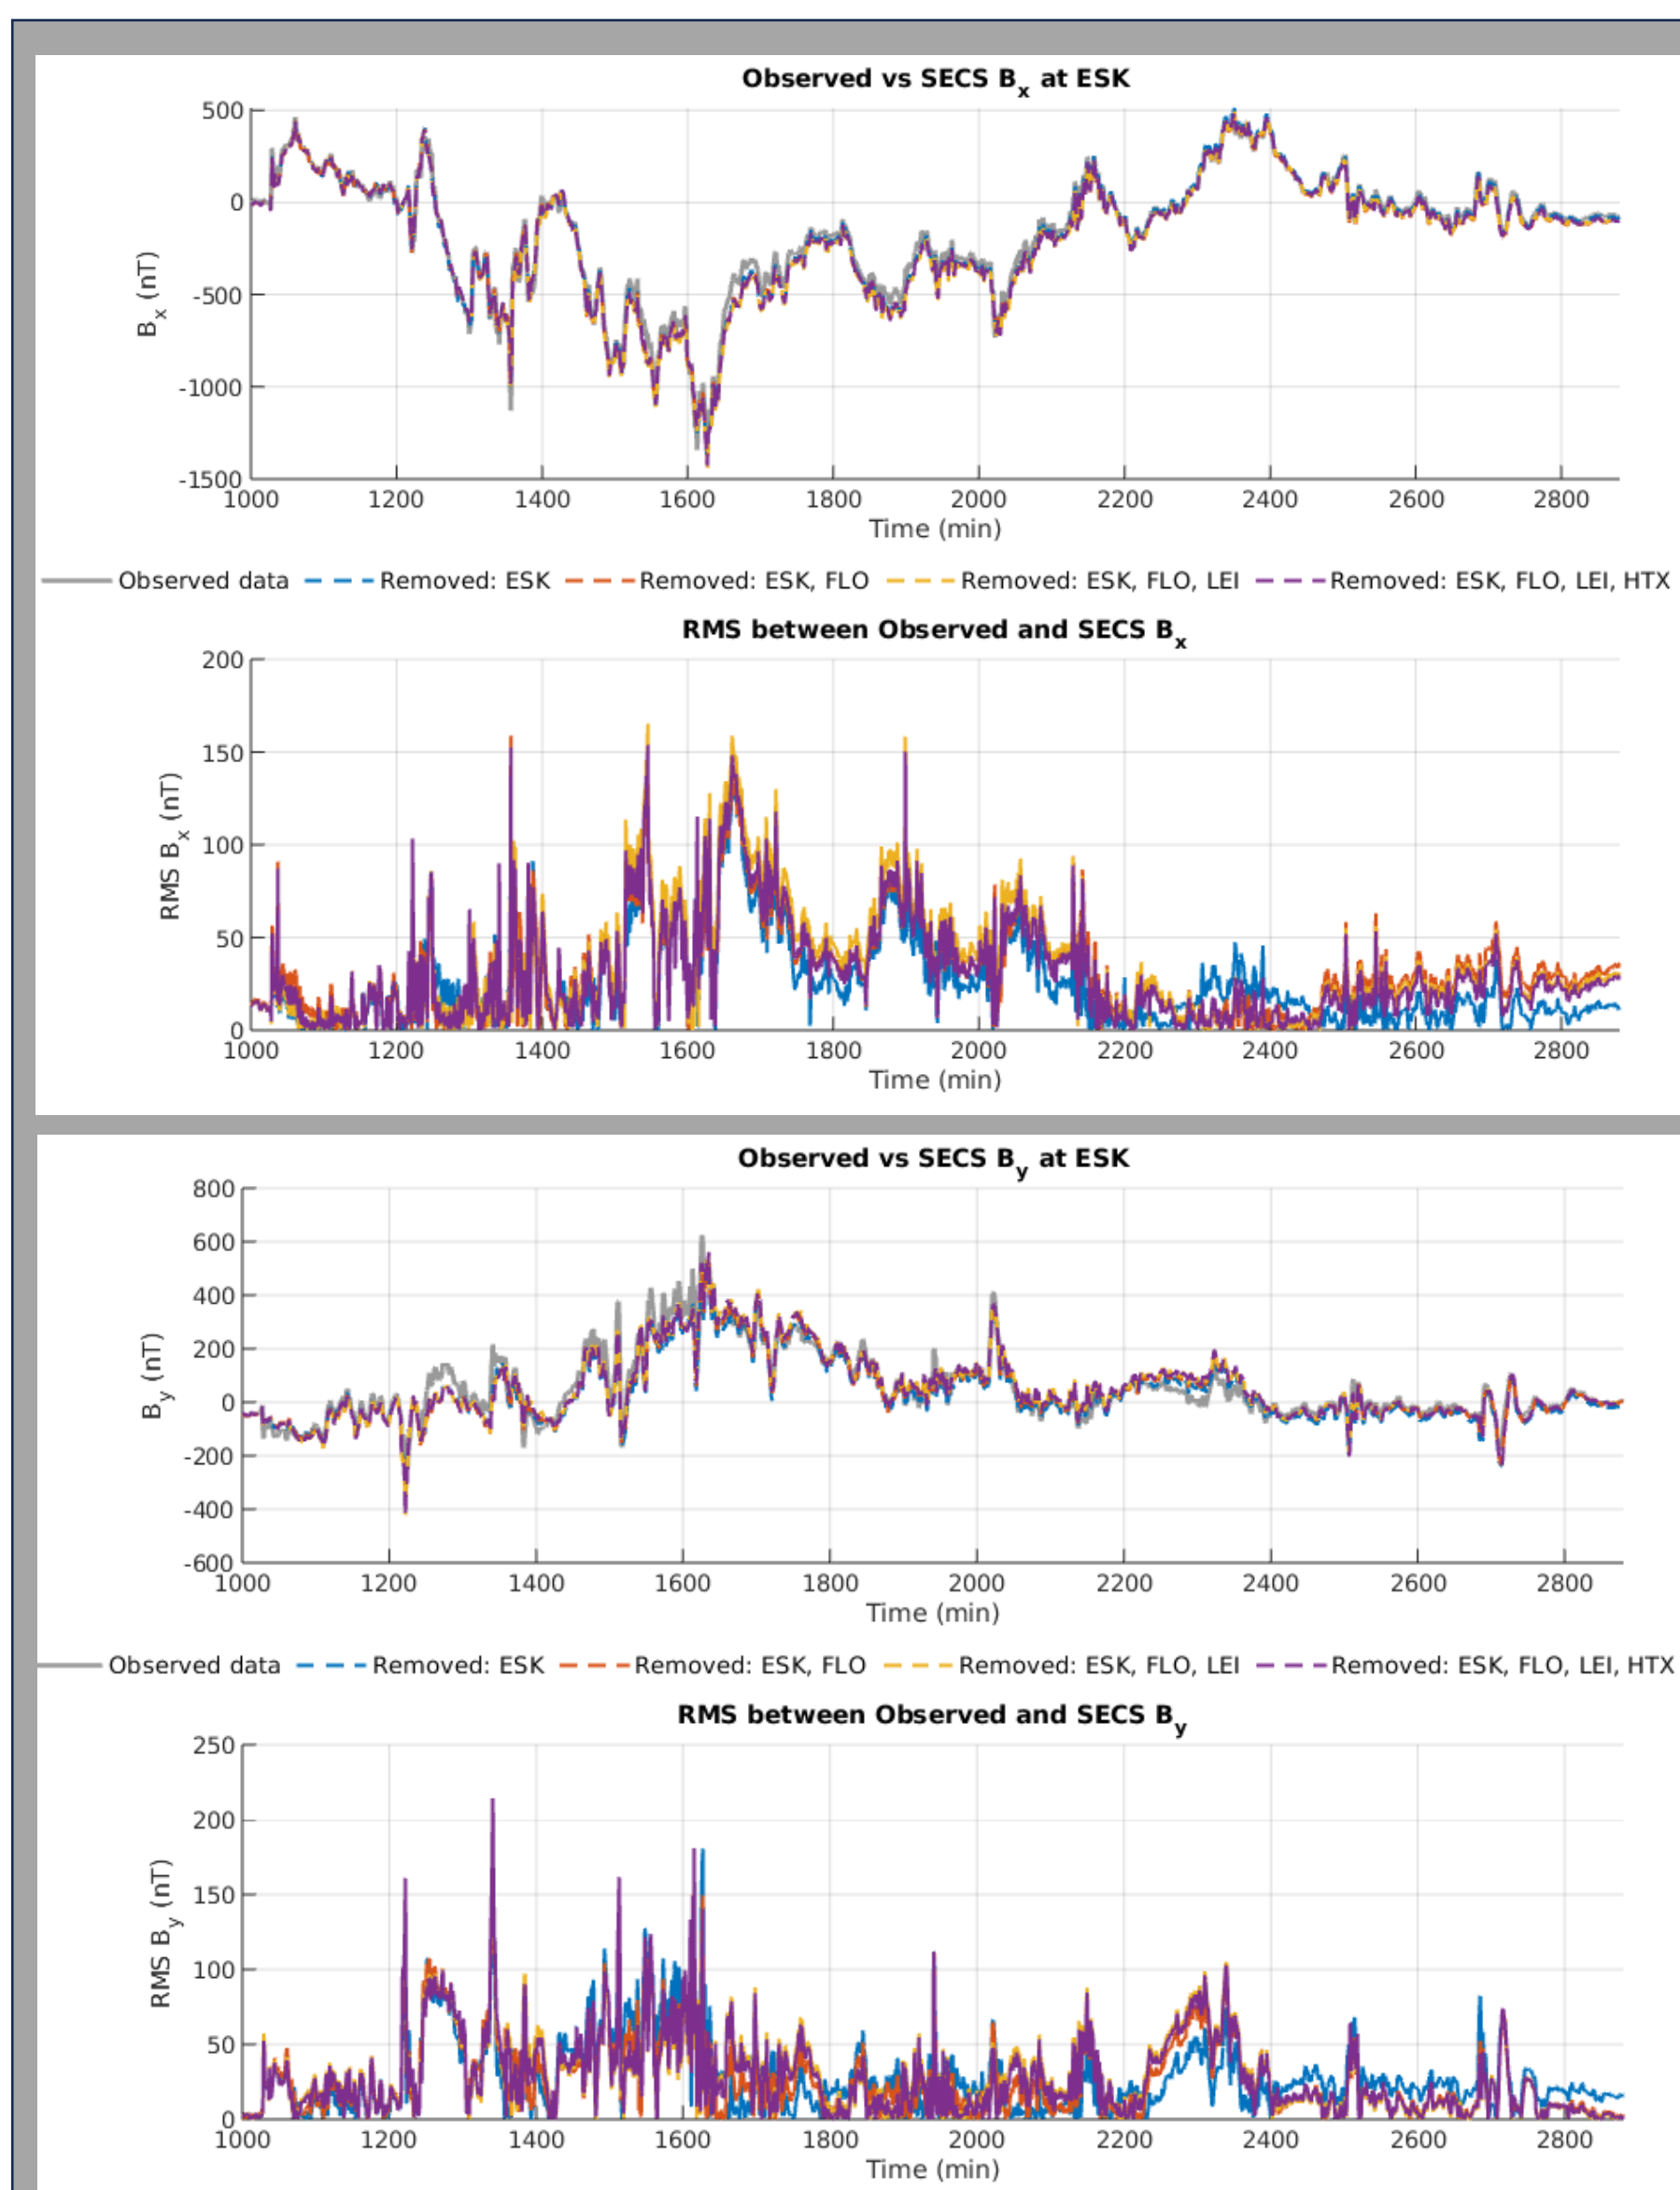 Observed vs SECS Bx at ESK
500
0
-500
-1000
-1500
Bx (nT)
1000 1200 1400 1600 1800 2000 2200 2400 2600 2800
Time (min)
Observed data Removed: ESK Removed: ESK, FLO Removed: ESK, FLO, LEI Removed: ESK, FLO, LEI, HTX
RMS between Observed and SECS Bx
200
150
100
50
0
RMS Bx (nT)
1000 1200 1400 1600 1800 2000 2200 2400 2600 2800
Time (min)
Observed vs SECS By at ESK
800
600
400
200
0
-200
-400
-600
By (nT)
1000 1200 1400 1600 1800 2000 2200 2400 2600 2800
Time (min)
Observed data Removed: ESK Removed: ESK, FLO Removed: ESK, FLO, LEI Removed: ESK, FLO, LEI, HTX
RMS between Observed and SECS By
250
200
150
100
50
0
RMS By (nT)
1000 1200 1400 1600 1800 2000 2200 2400 2600 2800
Time (min)